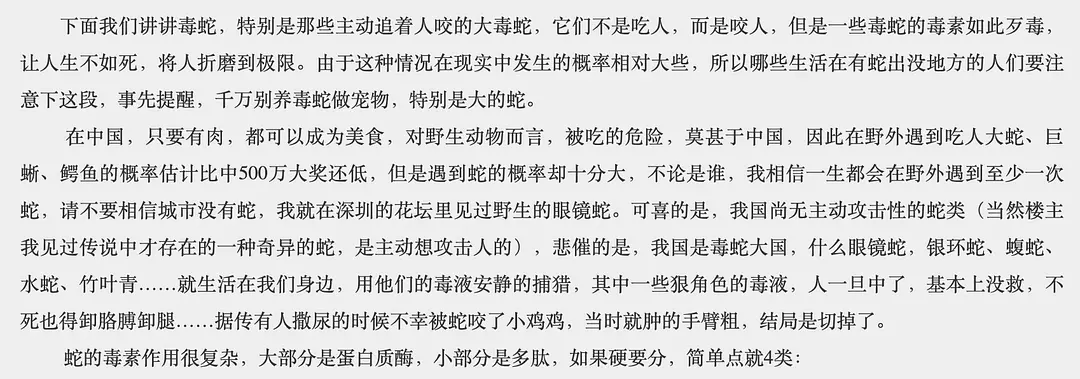 下面我们讲讲毒蛇，特别是那些主动追着人咬的大毒蛇，它们不是吃人，而是咬人，但是一些毒蛇的毒素如此歹毒，
让人生不如死，将人折磨到极限。由于这种情况在现实中发生的概率相对大些，所以哪些生活在有蛇出没地方的人们要注
意下这段，事先提醒，千万别养毒蛇做宠物，特别是大的蛇。
在中国，只要有肉，都可以成为美食，对野生动物而言，被吃的危险，莫甚于中国，因此在野外遇到吃人大蛇、巨
蜥、鳄鱼的概率估计比中500万大奖还低，但是遇到蛇的概率却十分大，不论是谁，我相信一生都会在野外遇到至少一次
蛇，请不要相信城市没有蛇，我就在深圳的花坛里见过野生的眼镜蛇。可喜的是，我国尚无主动攻击性的蛇类（当然楼主
我见过传说中才存在的一种奇异的蛇，是主动想攻击人的），悲催的是，我国是毒蛇大国，什么眼镜蛇，银环蛇、蝮蛇、
水蛇、竹叶青……就生活在我们身边，用他们的毒液安静的捕猎，其中一些狠角色的毒液，人一旦中了，基本上没救，不
死也得卸胳膊卸腿……据传有人撒尿的时候不幸被蛇咬了小鸡鸡，当时就肿的手臂粗，结局是切掉了。
蛇的毒素作用很复杂，大部分是蛋白质酶，小部分是多肽，如果硬要分，简单点就4类：